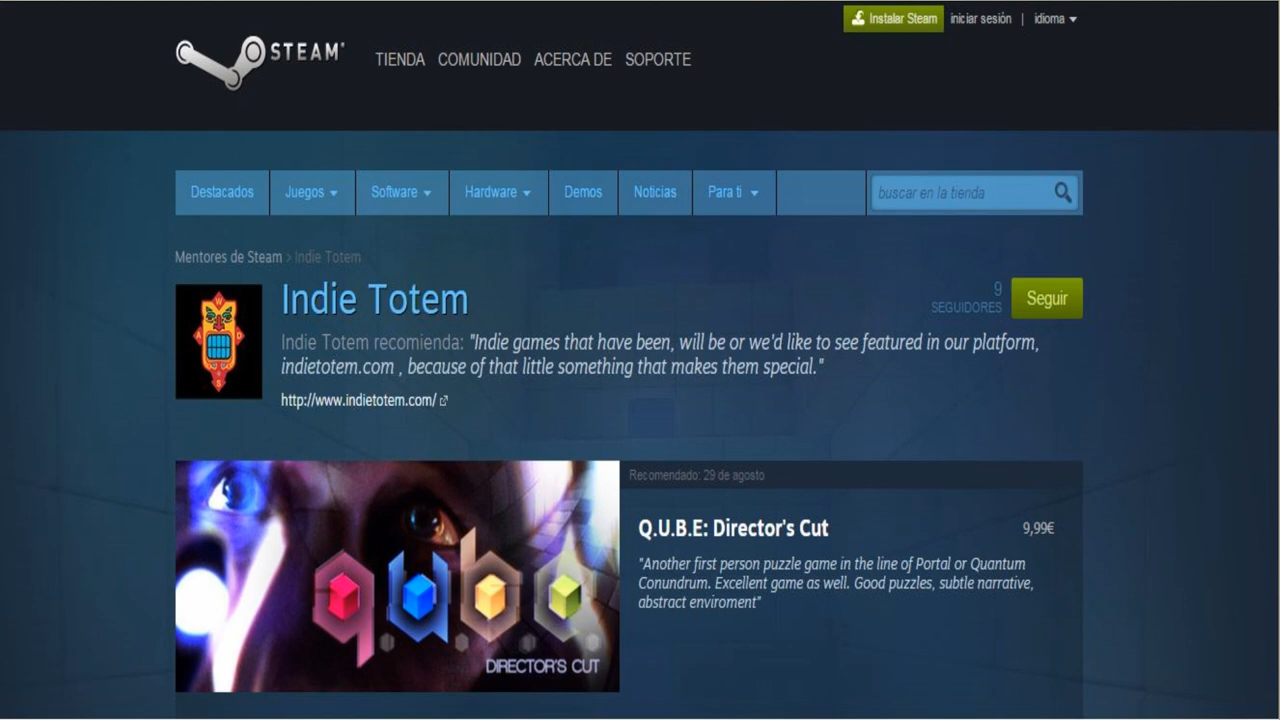 Instalar Steam iniciar sesión | idioma
STEAM®
TIENDA COMUNIDAD ACERCA DE SOPORTE
Destacados Juegos Software Hardware Demos Noticias Para ti buscar en la tienda
Mentores de Steam > Indie Totem
Indie Totem
9
SEGUIDORES
Seguir
Indie Totem recomienda: "Indie games that have been, will be or we'd like to see featured in our platform,
indietotem.com , because of that little something that makes them special."
http://www.indietotem.com/
W
A D
S
Recomendado: 29 de agosto
Q.U.B.E: Director's Cut 9,99€
"Another first person puzzle game in the line of Portal or Quantum
Conundrum. Excellent game as well. Good puzzles, subtle narrative,
abstract enviroment"
q.u.b.e.
DIRECTOR'S CUT